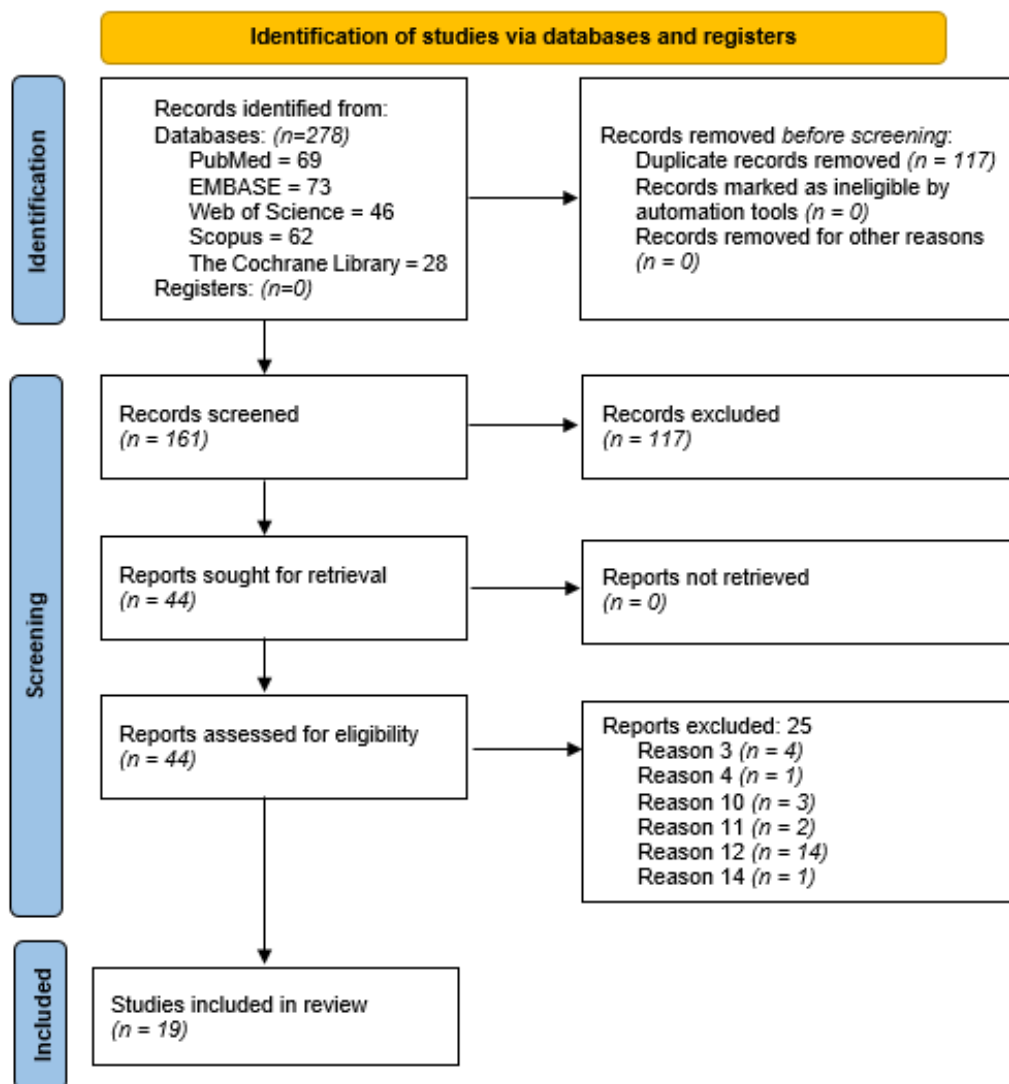 Identification of studies via databases and registers
Identification
Records identified from:
Databases: (n=278)
PubMed = 69
EMBASE = 73
Web of Science = 46
Scopus = 62
The Cochrane Library = 28
Registers: (n=0)
Records removed before screening:
Duplicate records removed (n = 117)
Records marked as ineligible by
automation tools (n = 0)
Records removed for other reasons
(n = 0)
Screening
Records screened
(n = 161)
Records excluded
(n = 117)
Reports sought for retrieval
(n = 44)
Reports not retrieved
(n = 0)
Reports assessed for eligibility
(n = 44)
Reports excluded: 25
Reason 3 (n = 4)
Reason 4 (n = 1)
Reason 10 (n = 3)
Reason 11 (n = 2)
Reason 12 (n = 14)
Reason 14 (n = 1)
Included
Studies included in review
(n = 19)